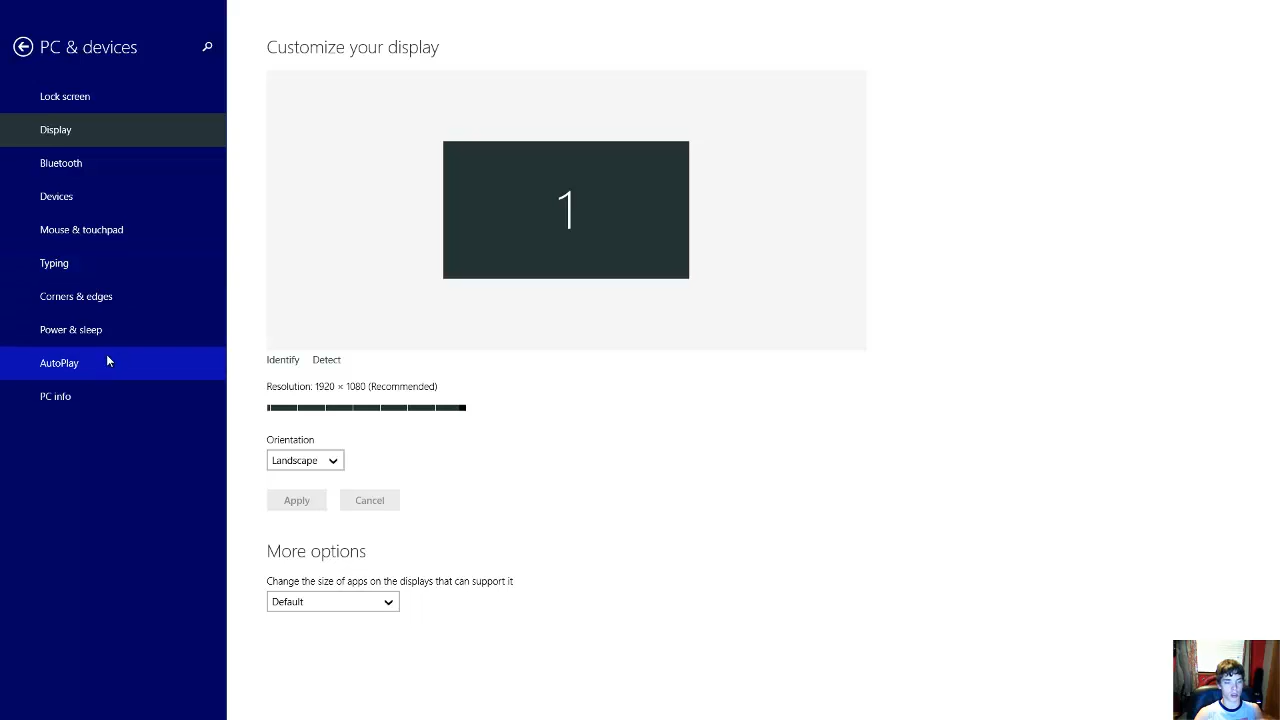 PC & devices
Lock screen
Display
Bluetooth
Devices
Mouse & touchpad
Typing
Corners & edges
Power & sleep
AutoPlay
PC info
Customize your display
1
Identify Detect
Resolution: 1920 × 1080 (Recommended)
Orientation
Landscape
Apply Cancel
More options
Change the size of apps on the displays that can support it
Default